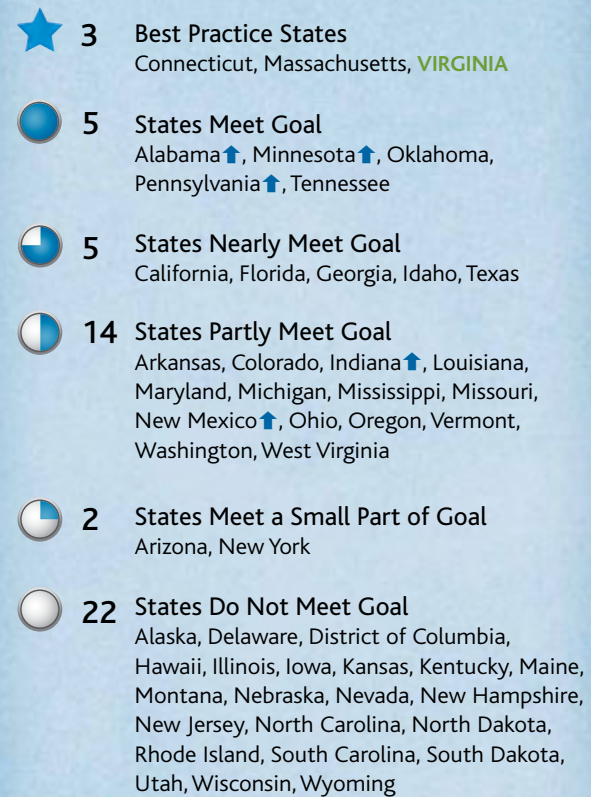 3 Best Practice States
Connecticut, Massachusetts, VIRGINIA
5 States Meet Goal
Alabama⬆, Minnesota⬆, Oklahoma,
Pennsylvania⬆, Tennessee
5 States Nearly Meet Goal
California, Florida, Georgia, Idaho, Texas
14 States Partly Meet Goal
Arkansas, Colorado, Indiana⬆, Louisiana,
Maryland, Michigan, Mississippi, Missouri,
New Mexico⬆, Ohio, Oregon, Vermont,
Washington, West Virginia
2 States Meet a Small Part of Goal
Arizona, New York
22 States Do Not Meet Goal
Alaska, Delaware, District of Columbia,
Hawaii, Illinois, Iowa, Kansas, Kentucky, Maine,
Montana, Nebraska, Nevada, New Hampshire,
New Jersey, North Carolina, North Dakota,
Rhode Island, South Carolina, South Dakota,
Utah, Wisconsin, Wyoming